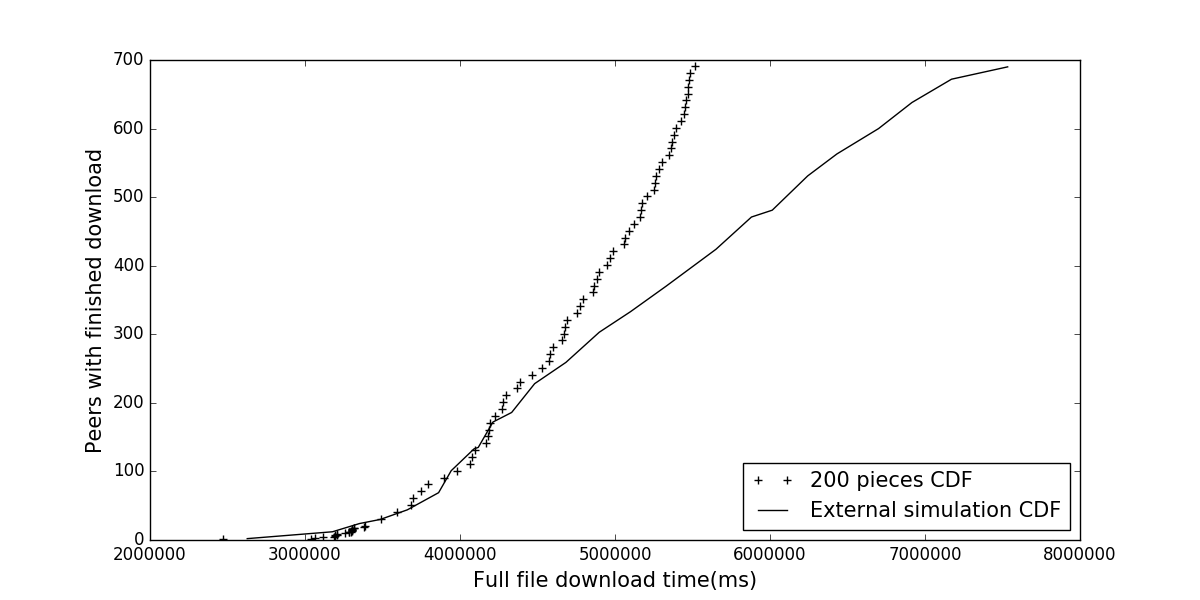 700
600
500
400
300
200
100
0
Peers with finished download
200 pieces CDF
External simulation CDF
2000000 3000000 4000000 5000000 6000000 7000000 8000000
Full file download time(ms)